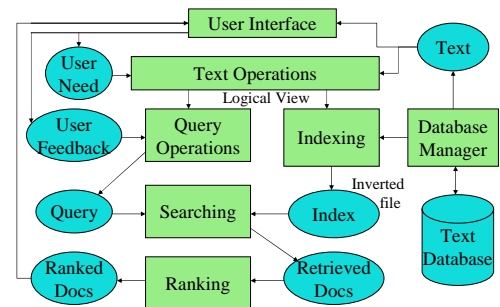 User Interface
Text
User
Need
Text Operations
Logical View
User
Feedback
Query
Operations
Indexing
Database
Manager
Inverted
file
Query
Searching
Index
Text
Database
Ranked
Docs
Ranking
Retrieved
Docs